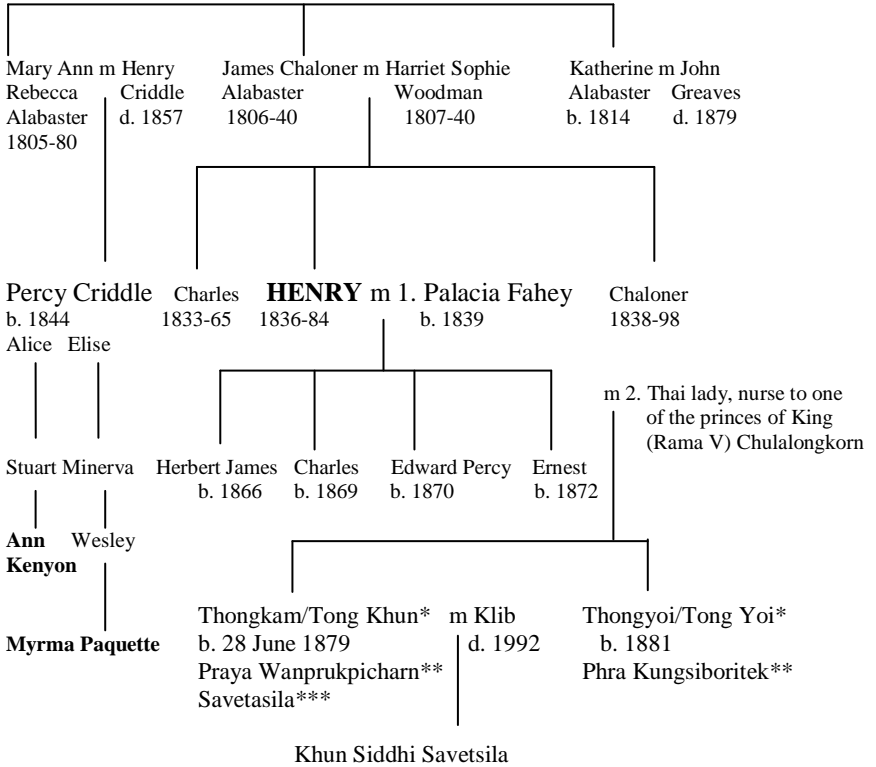 Mary Ann m Henry James Chaloner m Harriet Sophie Katherine m John
Rebecca Criddle Alabaster Woodman Alabaster Greaves
Alabaster d. 1857 1806-40 1807-40 b. 1814 d. 1879
1805-80
Percy Criddle Charles HENRY m 1. Palacia Fahey Chaloner
b. 1844 1833-65 1836-84 b. 1839 1838-98
Alice Elise
m 2. Thai lady, nurse to one
of the princes of King
(Rama V) Chulalongkorn
Stuart Minerva Herbert James Charles Edward Percy Ernest
b. 1866 b. 1869 b. 1870 b. 1872
Ann Wesley
Kenyon
Thongkam/Tong Khun* m Klib Thongyoi/Tong Yoi*
b. 28 June 1879 d. 1992 b. 1881
Myrma Paquette Praya Wanprukpicharn** Phra Kungsiboritek**
Savetasila***
Khun Siddhi Savetsila